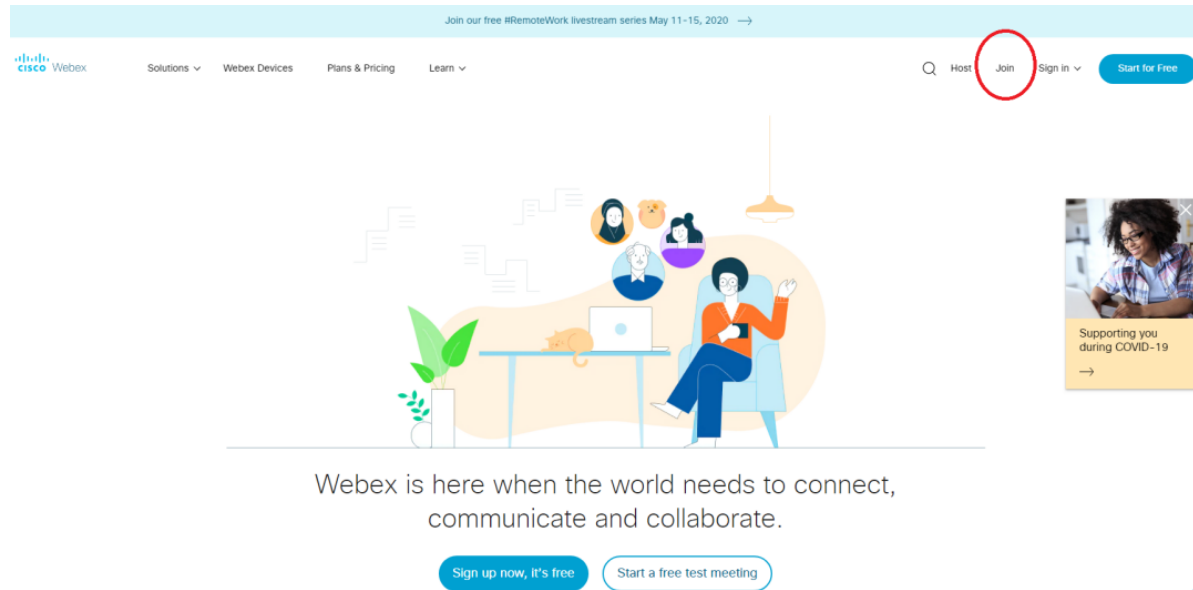 Join our free #RemoteWork livestream series May 11-15, 2020
CISCO Webex Solutions Webex Devices Plans & Pricing Learn Host Join Sign in Start for Free
Supporting you
during COVID-19
Webex is here when the world needs to connect,
communicate and collaborate.
Sign up now, it's free Start a free test meeting